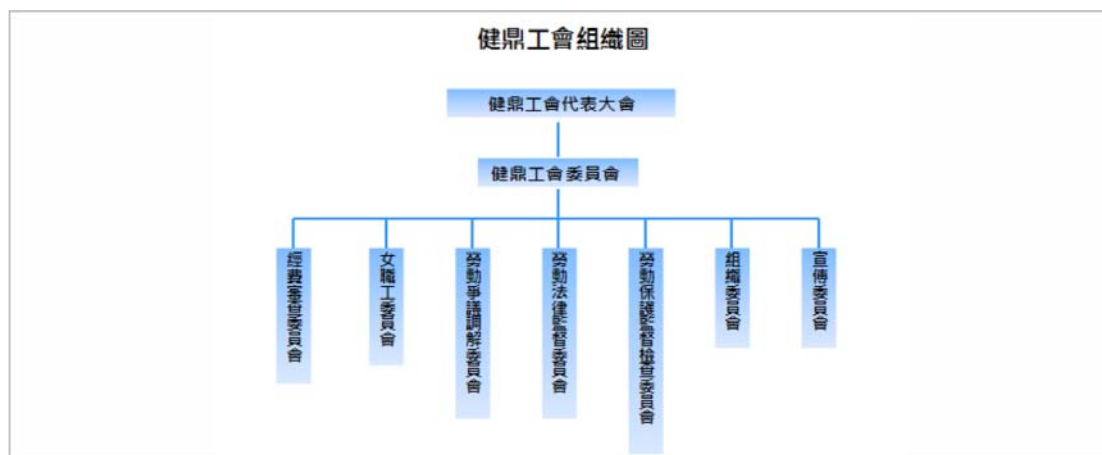 健鼎工會組織圖
健鼎工會代表大會
健鼎工會委員會
經費審查委員會
女職工委員會
勞動爭議調解委員會
勞動法律監督委員會
勞動保護監督檢查委員會
組織委員會
宣傳委員會